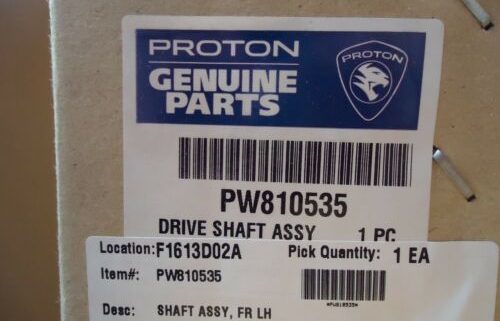 PROTON
PROTON
GENUINE
PARTS
PW810535
DRIVE SHAFT ASSY 1 PC
Location: F1613D02A Pick Quantity: 1 EA
Item#: PW810535
*PW810535*
Desc: SHAFT ASSY, FR LH